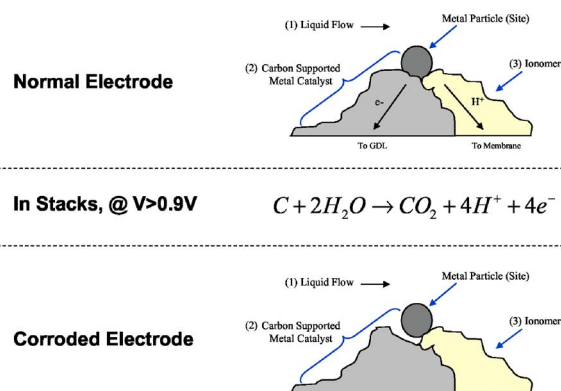 (1) Liquid Flow
Metal Particle (Site)
(2) Carbon Supported
Metal Catalyst
(3) Ionomer
Normal Electrode
e-
H+
To GDL
To Membrane
In Stacks, @ V>0.9V
C + 2H₂O → CO₂ + 4H⁺ + 4e⁻
(1) Liquid Flow
Metal Particle (Site)
(2) Carbon Supported
Metal Catalyst
(3) Ionomer
Corroded Electrode